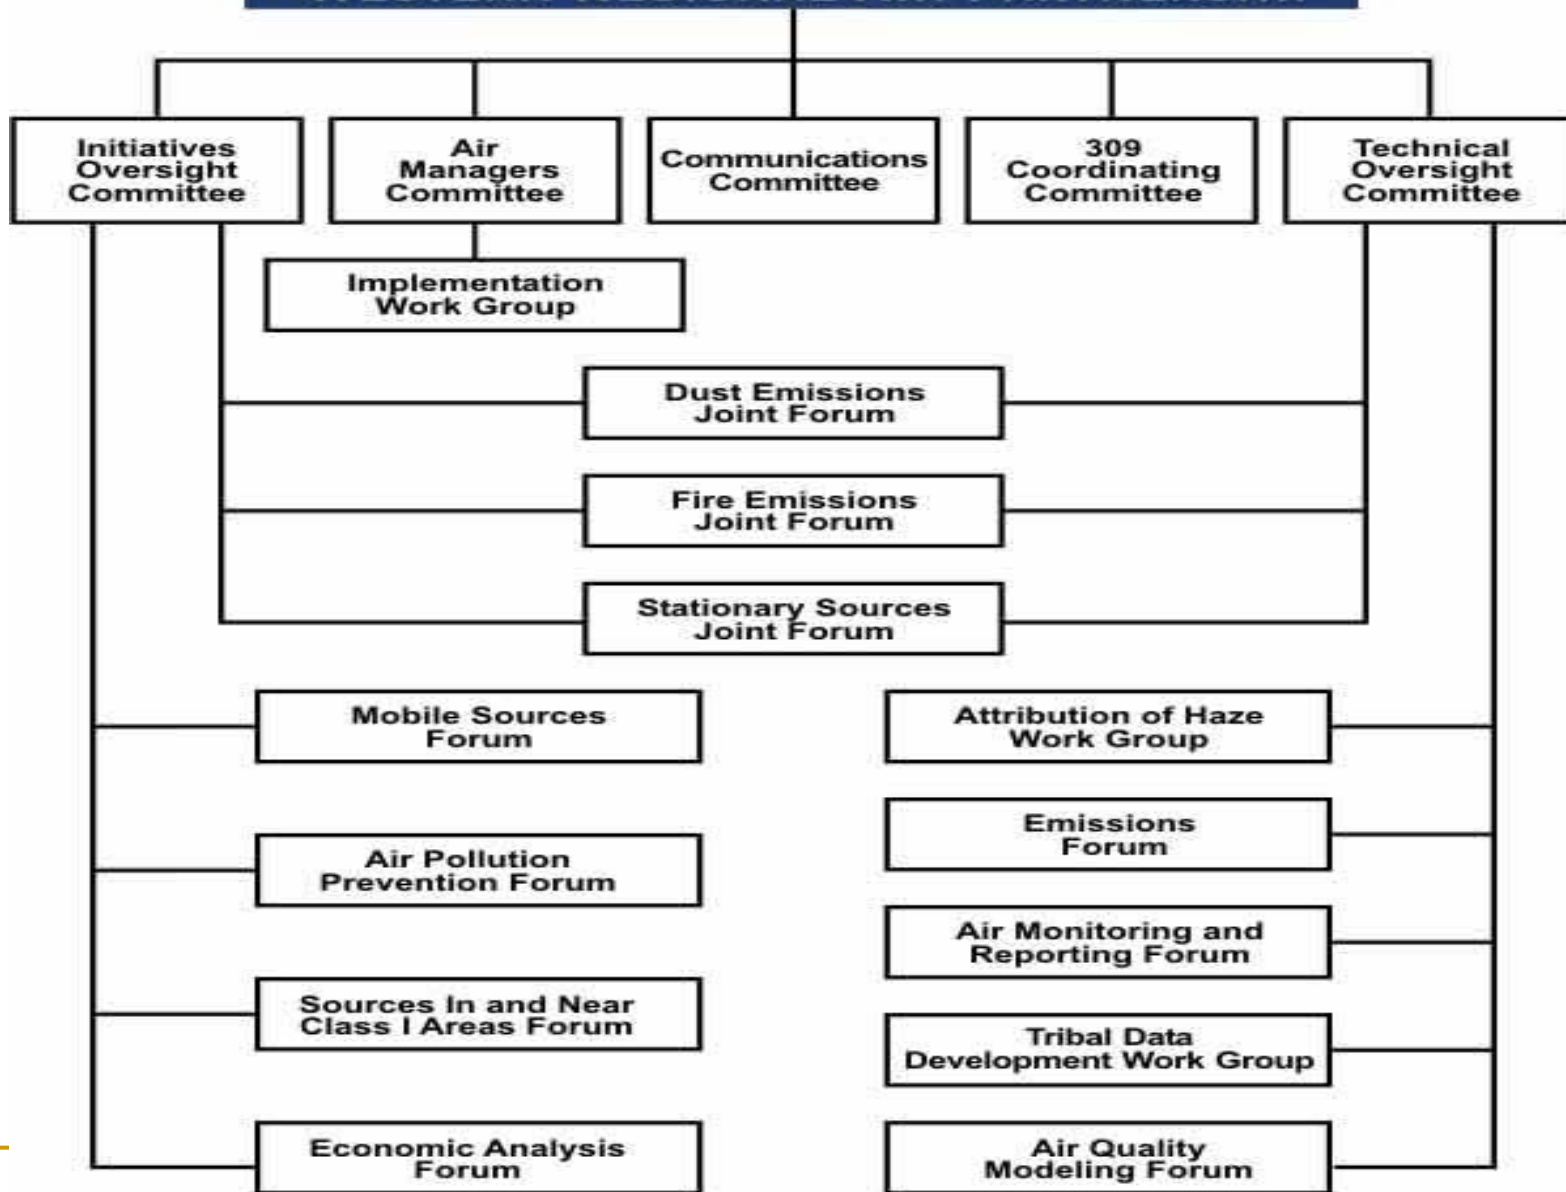 Initiatives
Oversight
Committee
Air
Managers
Committee
Communications
Committee
309
Coordinating
Committee
Technical
Oversight
Committee
Implementation
Work Group
Dust Emissions
Joint Forum
Fire Emissions
Joint Forum
Stationary Sources
Joint Forum
Mobile Sources
Forum
Attribution of Haze
Work Group
Emissions
Forum
Air Pollution
Prevention Forum
Air Monitoring and
Reporting Forum
Sources In and Near
Class I Areas Forum
Tribal Data
Development Work Group
Economic Analysis
Forum
Air Quality
Modeling Forum